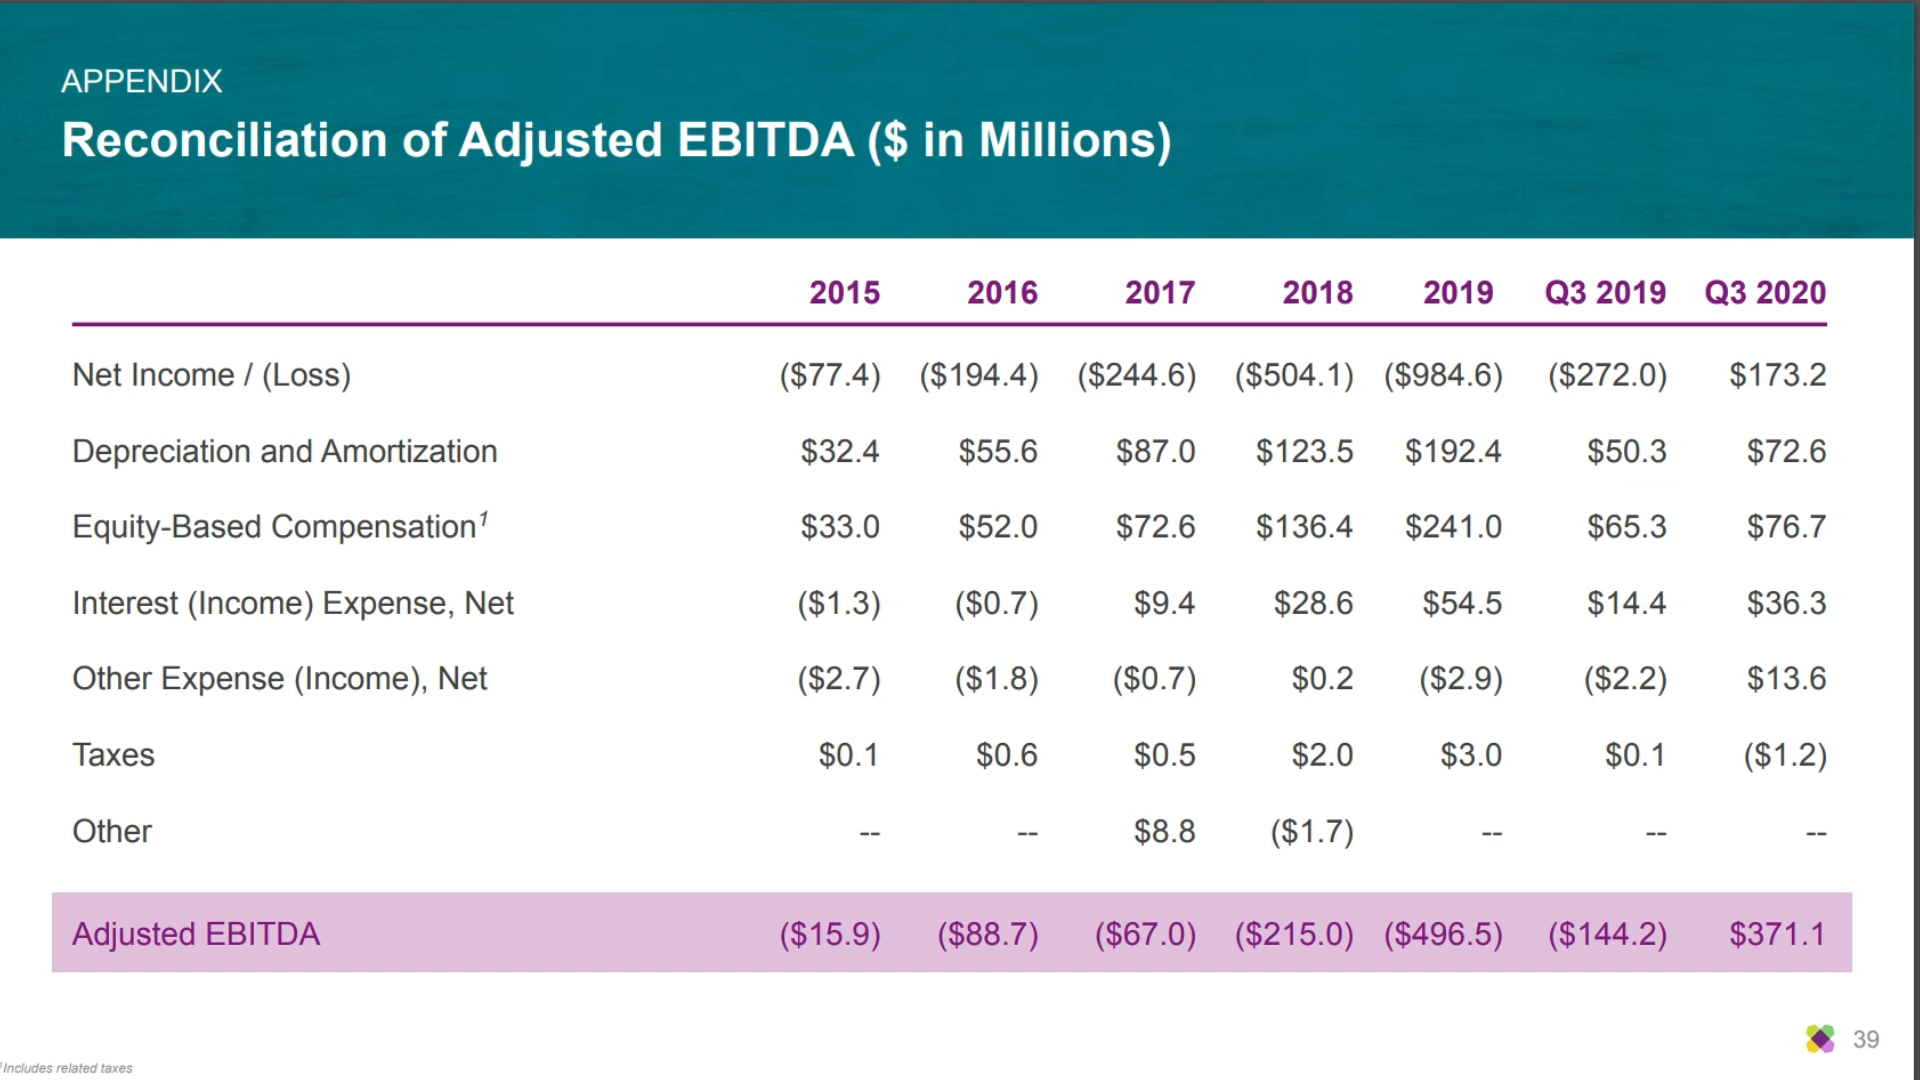 APPENDIX
Reconciliation of Adjusted EBITDA ($ in Millions)
2015 2016 2017 2018 2019 Q3 2019 Q3 2020
Net Income / (Loss) ($77.4) ($194.4) ($244.6) ($504.1) ($984.6) ($272.0) $173.2
Depreciation and Amortization $32.4 $55.6 $87.0 $123.5 $192.4 $50.3 $72.6
Equity-Based Compensation¹ $33.0 $52.0 $72.6 $136.4 $241.0 $65.3 $76.7
Interest (Income) Expense, Net ($1.3) ($0.7) $9.4 $28.6 $54.5 $14.4 $36.3
Other Expense (Income), Net ($2.7) ($1.8) ($0.7) $0.2 ($2.9) ($2.2) $13.6
Taxes $0.1 $0.6 $0.5 $2.0 $3.0 $0.1 ($1.2)
Other -- -- $8.8 ($1.7) -- -- --
Adjusted EBITDA ($15.9) ($88.7) ($67.0) ($215.0) ($496.5) ($144.2) $371.1
39
¹Includes related taxes